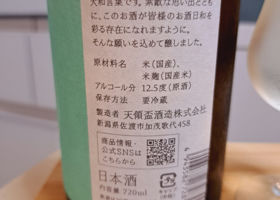 大和言葉です。素敵な思い出とともに、
このお酒が皆様のお酒日和を
彩る存在になれますように。
そんな願いを込めて醸しました。
原材料名 米(国産)、
米麹(国産米)
アルコール分 12.5度(原酒)
保存方法 要冷蔵
製造者 天領盃酒造株式会社
新潟県佐渡市加茂歌代458
商品情報・
公式SNSは
こちらから
日本酒
720ml